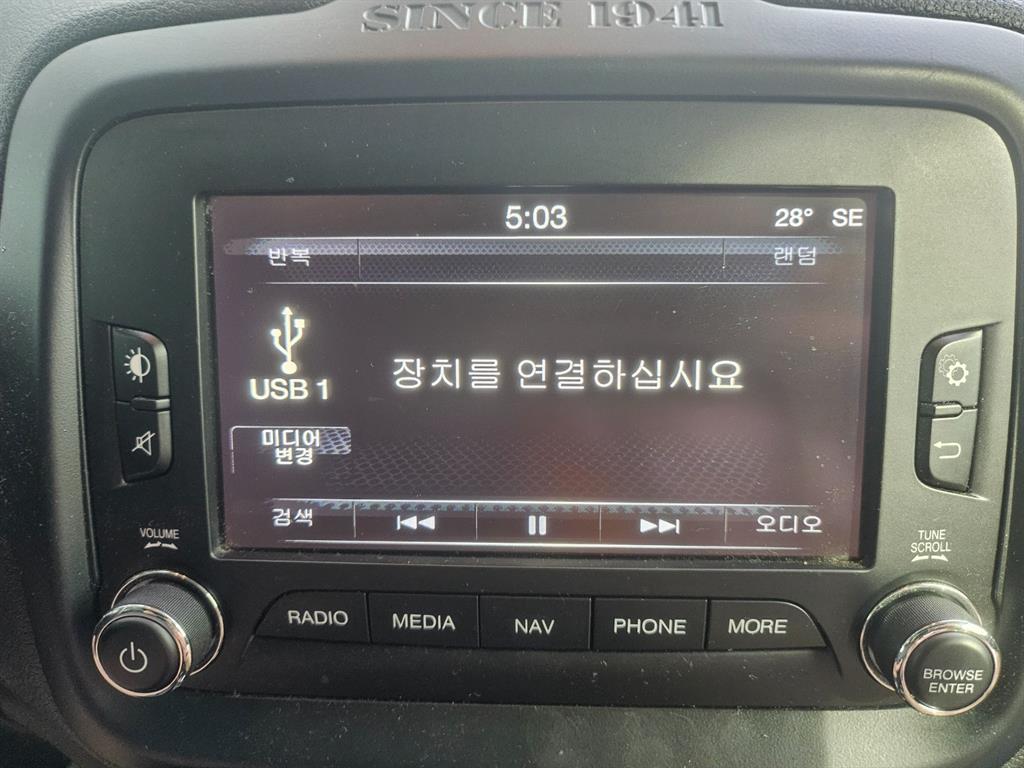 SINCE 1941
5:03 28° SE
반복 랜덤
USB 1
장치를 연결하십시요
미디어
변경
검색 오디오
VOLUME
TUNE
SCROLL
RADIO MEDIA NAV PHONE MORE
BROWSE
ENTER